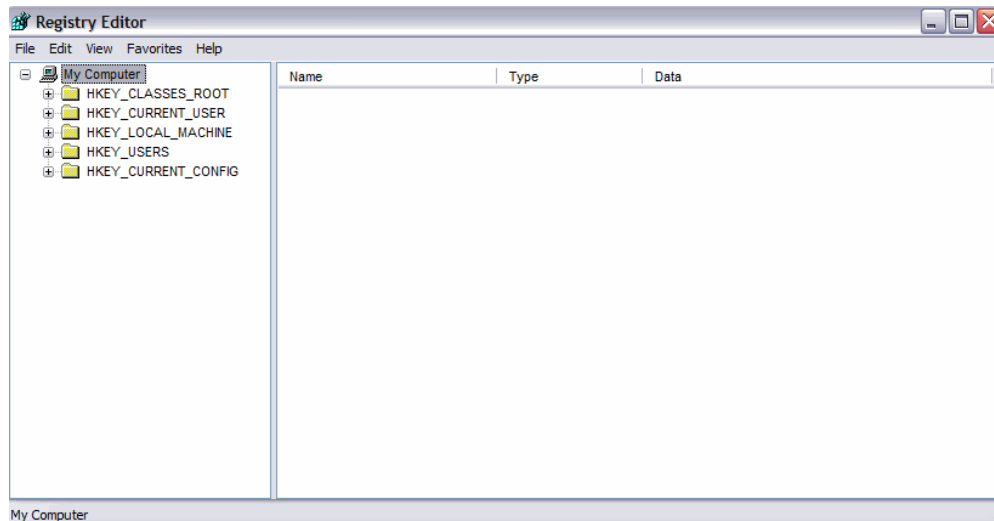 Registry Editor
File Edit View Favorites Help
My Computer
HKEY_CLASSES_ROOT
HKEY_CURRENT_USER
HKEY_LOCAL_MACHINE
HKEY_USERS
HKEY_CURRENT_CONFIG
Name Type Data
My Computer